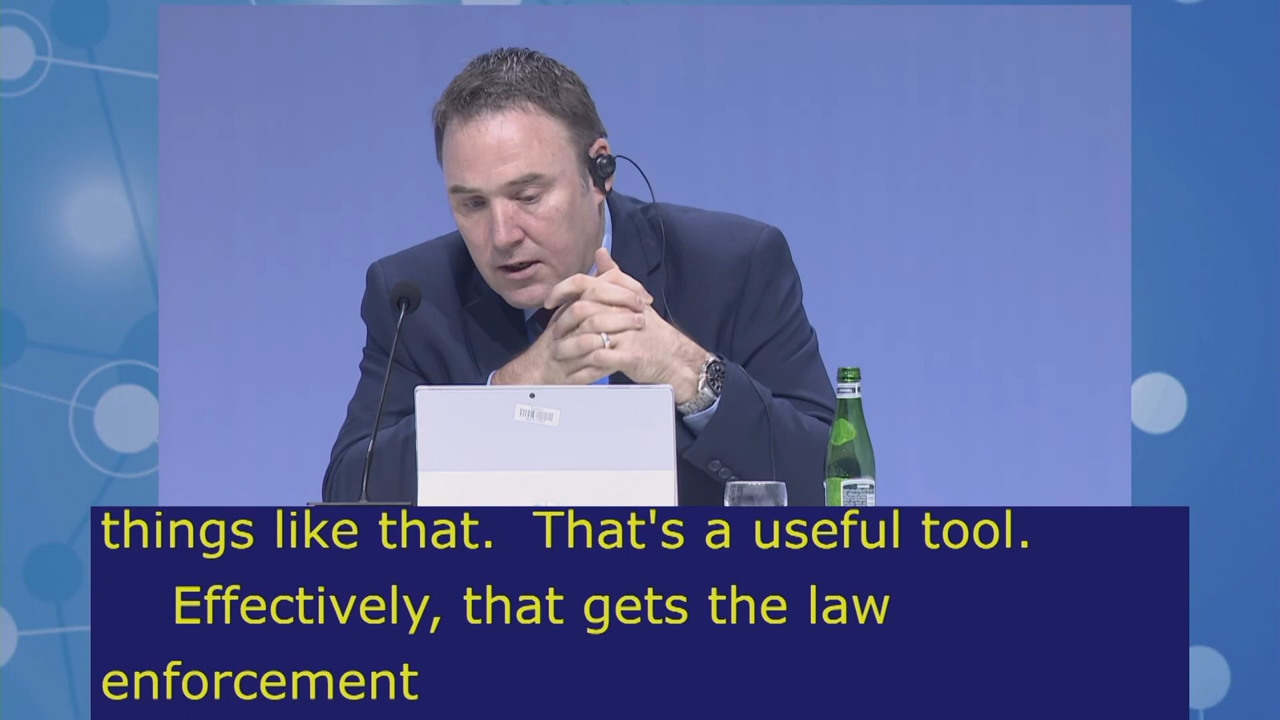 things like that.  That's a useful tool.
Effectively, that gets the law
enforcement